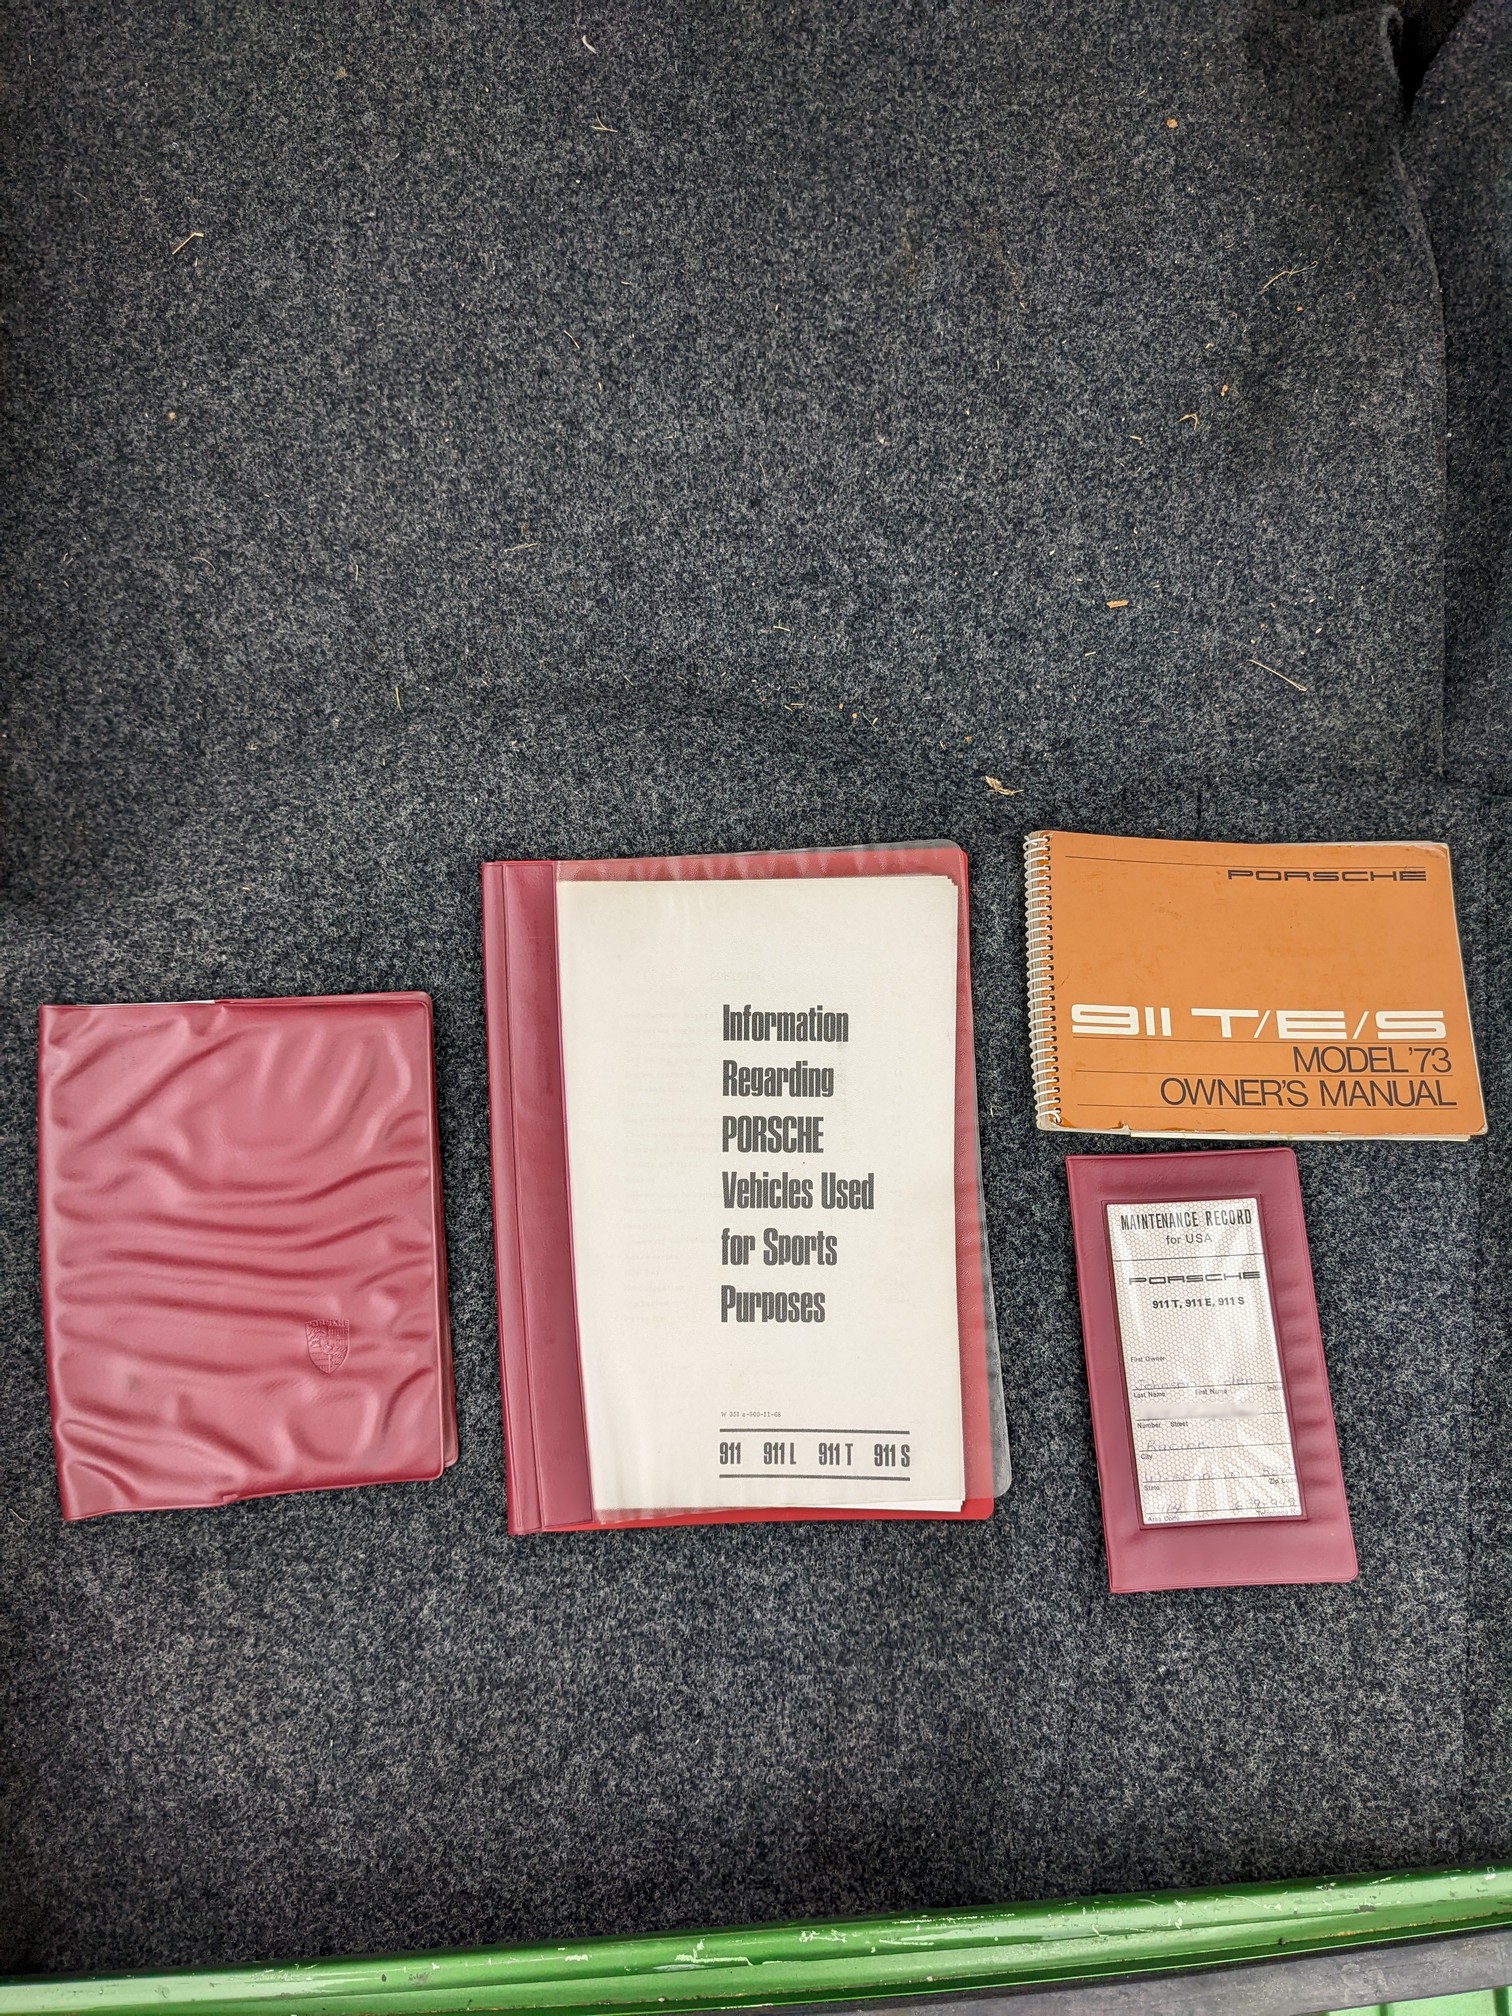 Information
Regarding
PORSCHE
Vehicles Used
for Sports
Purposes
911 911 L 911 T 911 S
PORSCHE
911 T/E/S
MODEL '73
OWNER'S MANUAL
MAINTENANCE RECORD
for USA
PORSCHE
911 T, 911 E, 911 S
First Owner
Last Name First Name
Number Street
City
State
Area Code
PORSCHE